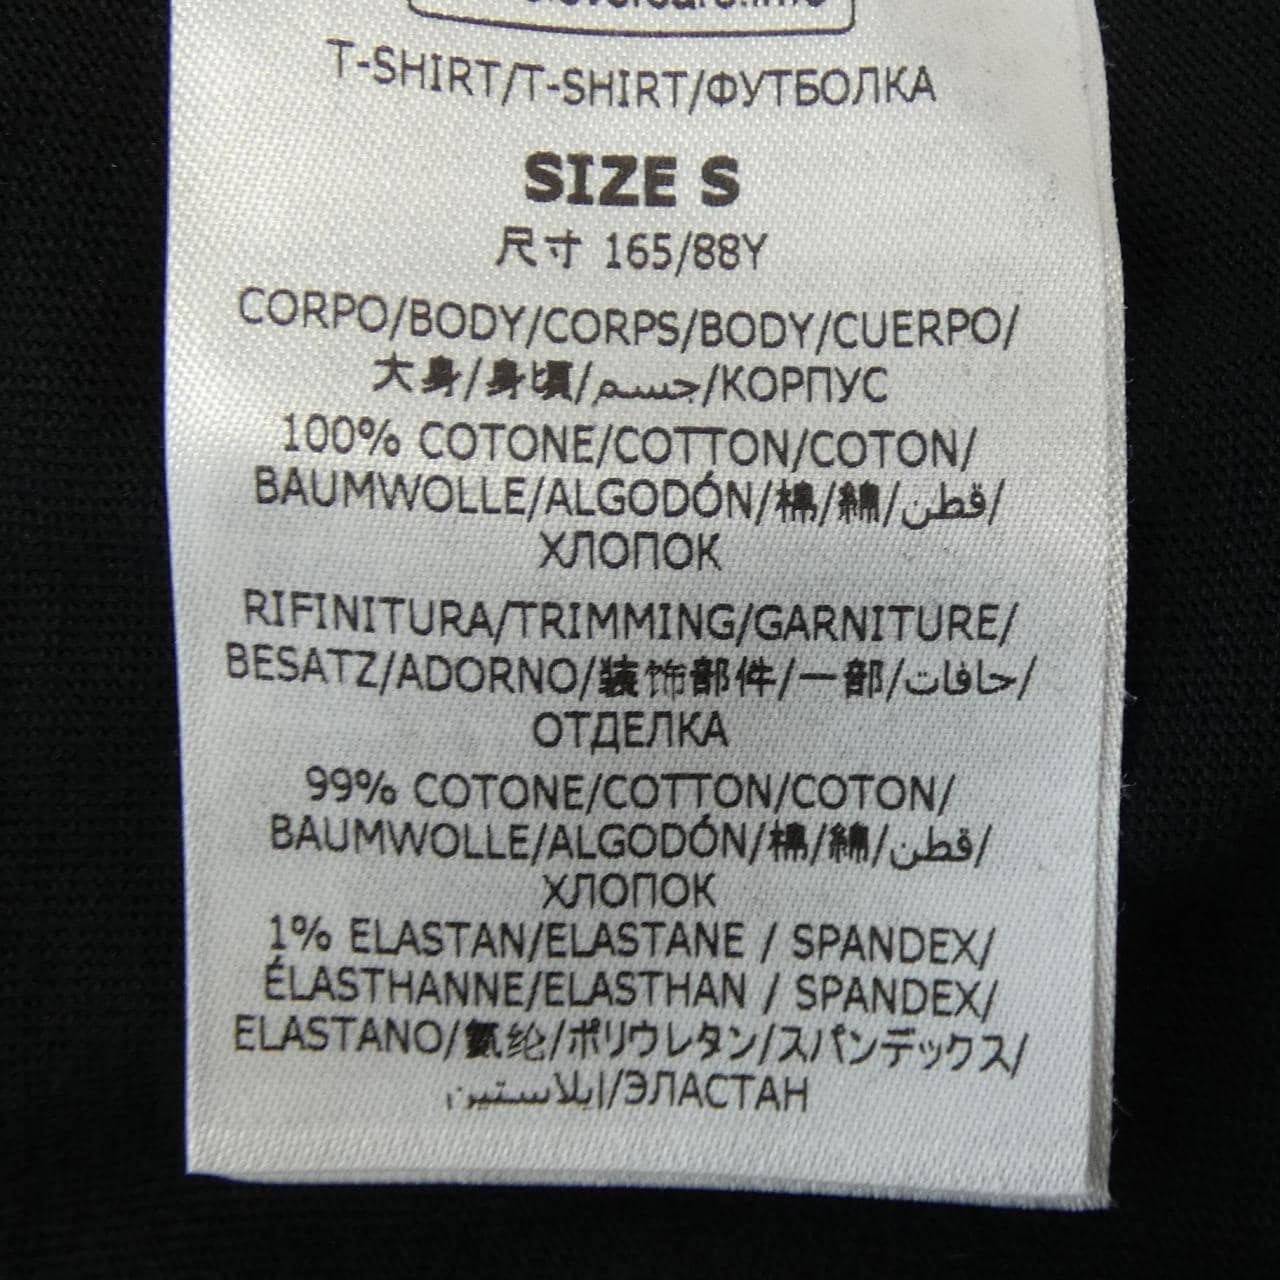 T-SHIRT/T-SHIRT/ФУТБОЛКА
SIZE S
尺寸 165/88Y
CORPO/BODY/CORPS/BODY/CUERPO/
大身/身頃/جسم/КОРПУС
100% COTONE/COTTON/COTON/
BAUMWOLLE/ALGODÓN/棉/綿/قطن/
ХЛОПОК
RIFINITURA/TRIMMING/GARNITURE/
BESATZ/ADORNO/装饰部件/一部/حافات/
ОТДЕЛКА
99% COTONE/COTTON/COTON/
BAUMWOLLE/ALGODÓN/棉/綿/قطن/
ХЛОПОК
1% ELASTAN/ELASTANE / SPANDEX/
ÉLASTHANNE/ELASTHAN / SPANDEX/
ELASTANO/氨纶/ポリウレタン/スパンデックス/
ايلاستين/ЭЛАСТАН